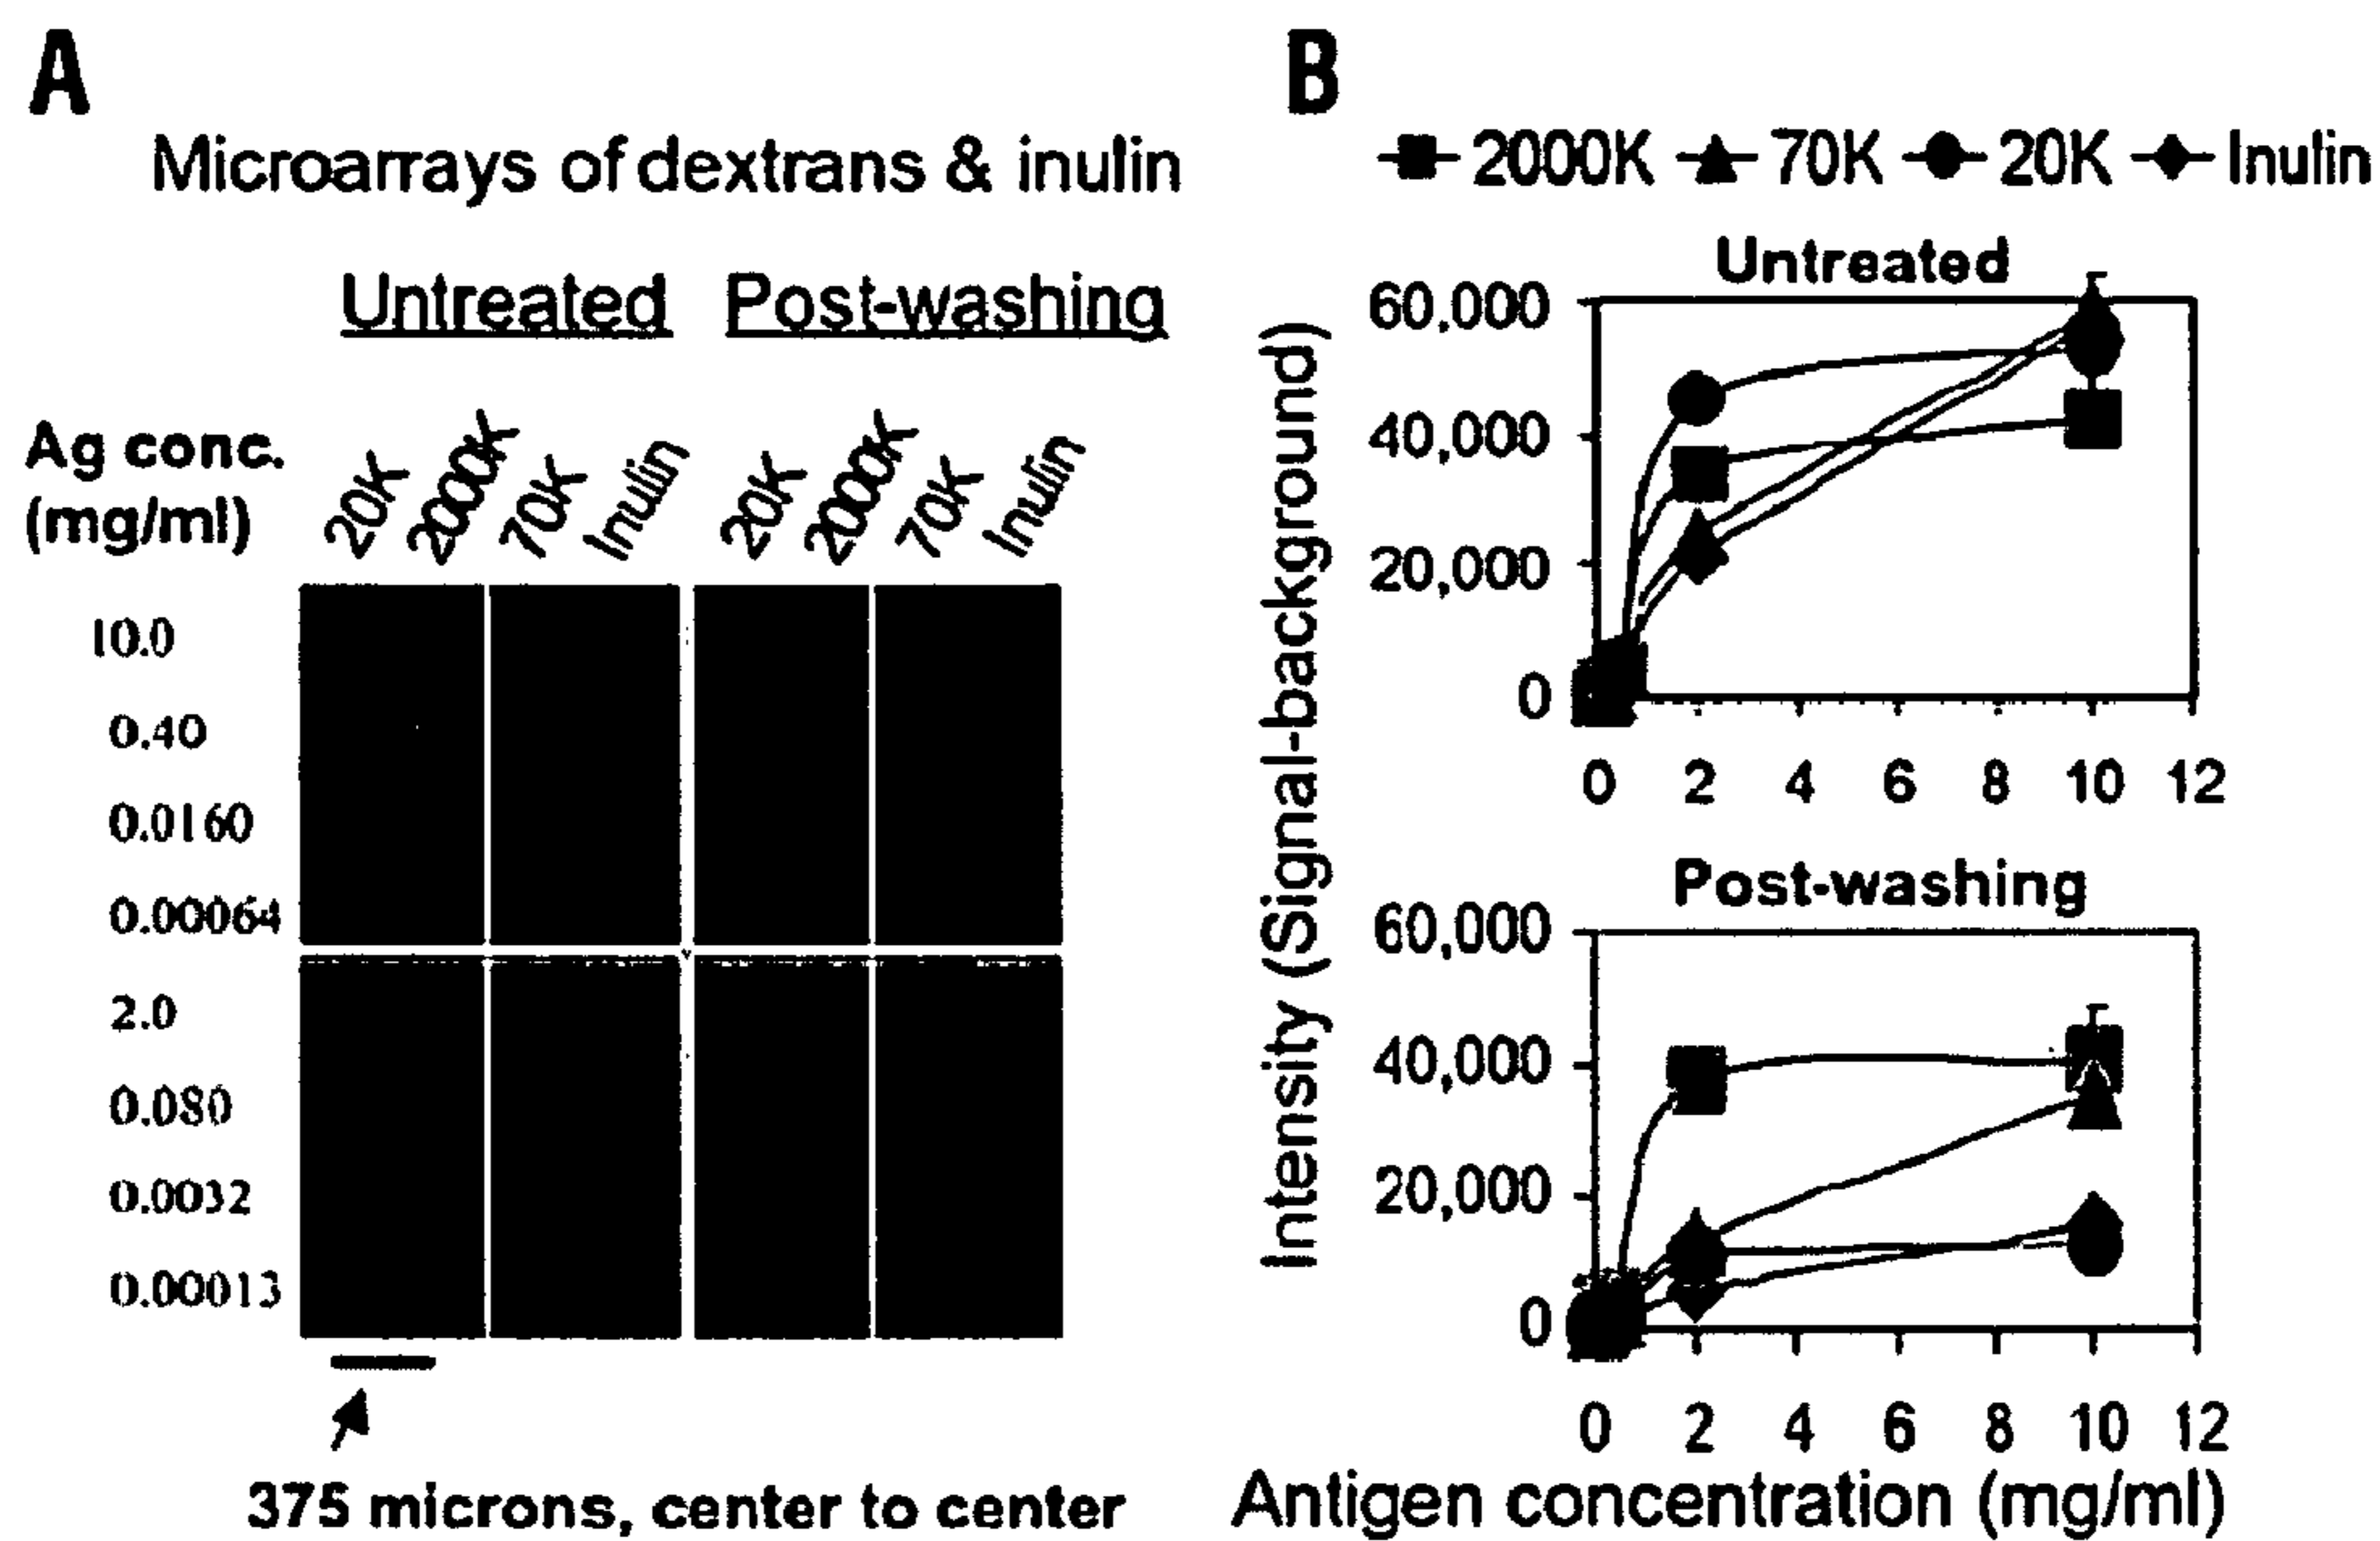 A
Microarrays of dextrans & inulin
Untreated Post-washing
Ag conc.
(mg/ml)
20K 2000K 70K Inulin 20K 2000K 70K Inulin
10.0
0.40
0.0160
0.00064
2.0
0.080
0.0032
0.00013
375 microns, center to center
B
2000K 70K 20K Inulin
Intensity (Signal-background)
Untreated
60,000
40,000
20,000
0
0 2 4 6 8 10 12
Post-washing
60,000
40,000
20,000
0
0 2 4 6 8 10 12
Antigen concentration (mg/ml)